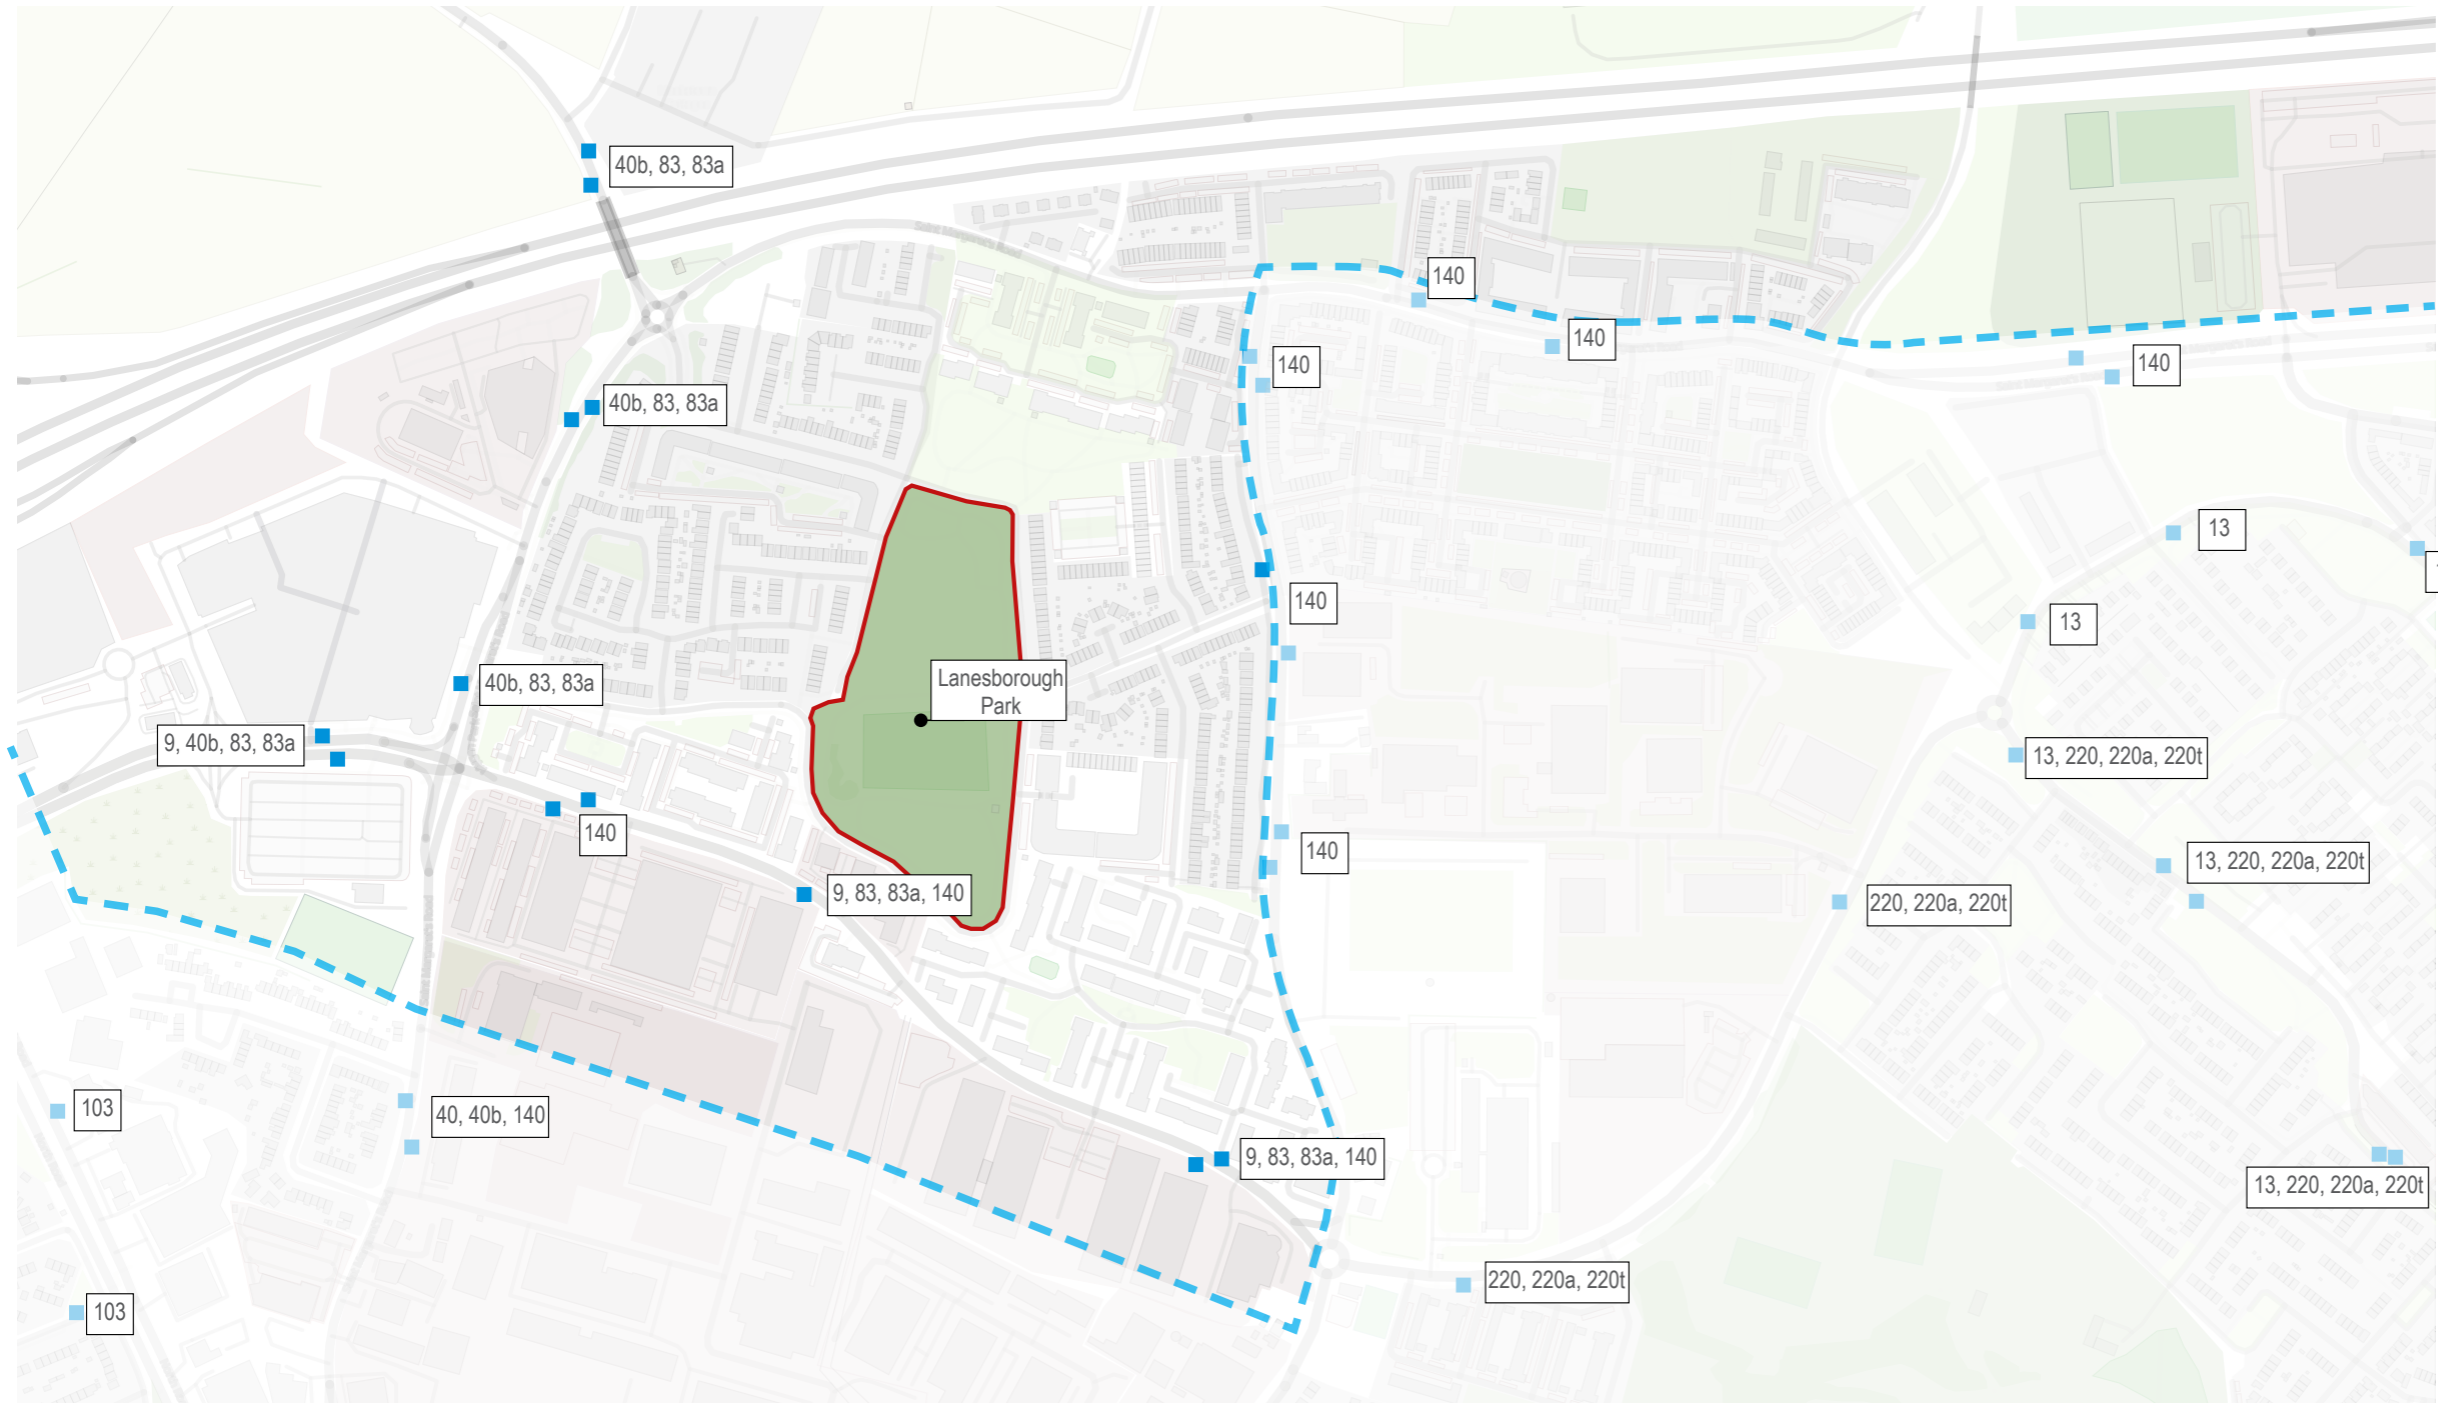 40b, 83, 83a
140
140
140
140
40b, 83, 83a
13
140
13
Lanesborough
Park
40b, 83, 83a
9, 40b, 83, 83a
13, 220, 220a, 220t
140
140
13, 220, 220a, 220t
9, 83, 83a, 140
220, 220a, 220t
103
40, 40b, 140
9, 83, 83a, 140
13, 220, 220a, 220t
220, 220a, 220t
103